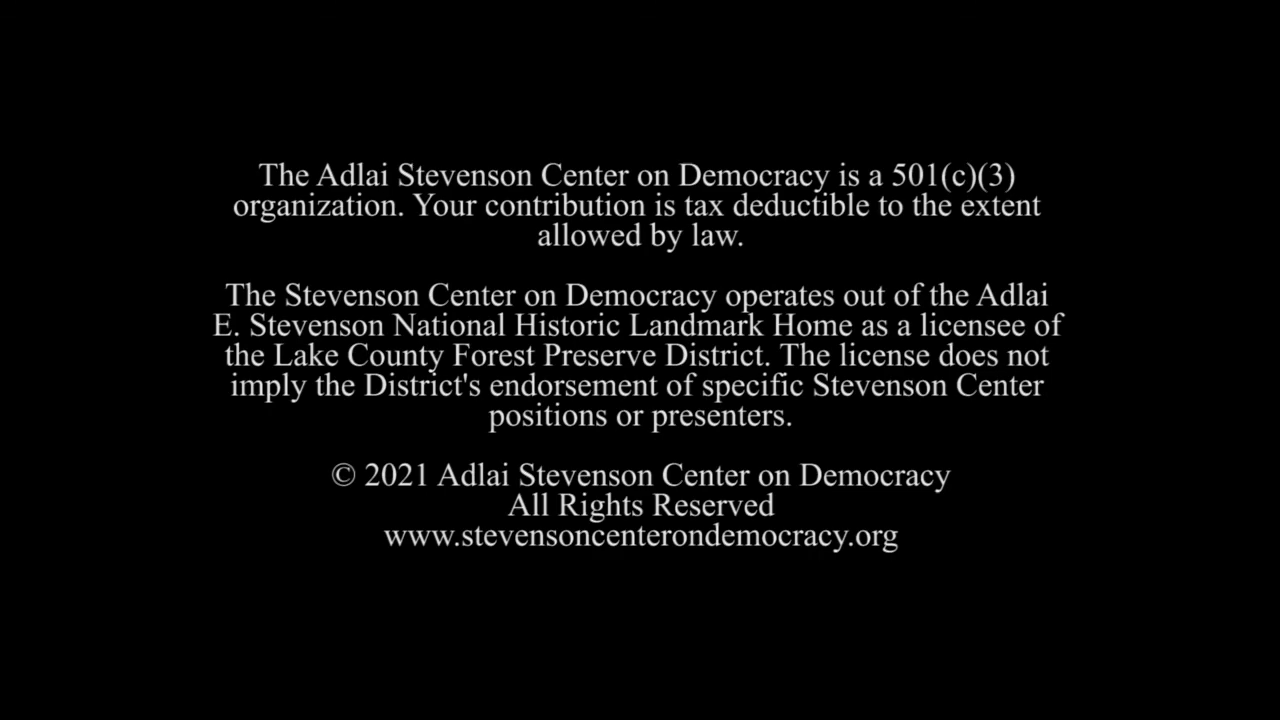 The Adlai Stevenson Center on Democracy is a 501(c)(3)
organization. Your contribution is tax deductible to the extent
allowed by law.
The Stevenson Center on Democracy operates out of the Adlai
E. Stevenson National Historic Landmark Home as a licensee of
the Lake County Forest Preserve District. The license does not
imply the District's endorsement of specific Stevenson Center
positions or presenters.
© 2021 Adlai Stevenson Center on Democracy
All Rights Reserved
www.stevensoncenterondemocracy.org